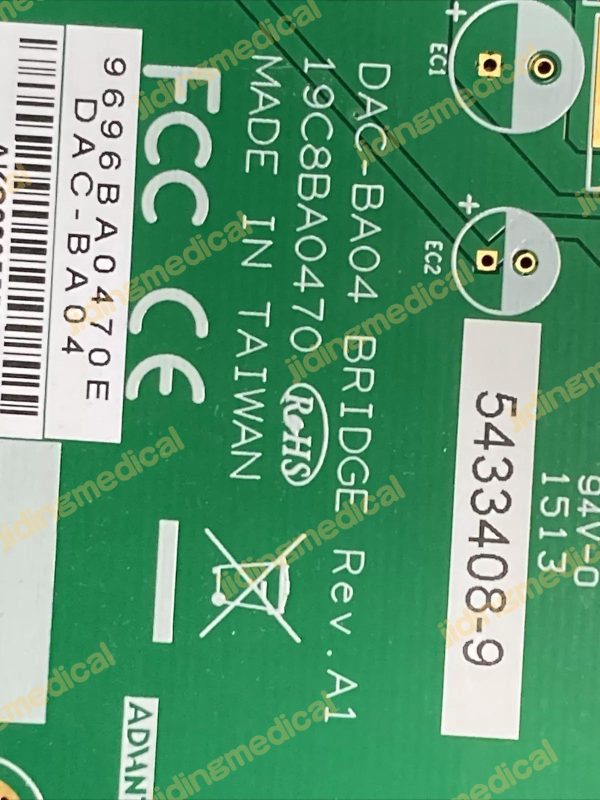 EC1
EC2
94V-0
1513
5433408-9
DAC-BA04 BRIDGE Rev.A1
19C8BA0470 RoHS
MADE IN TAIWAN
FCC CE
9696BA0470E
DAC-BA04
jidingmedical